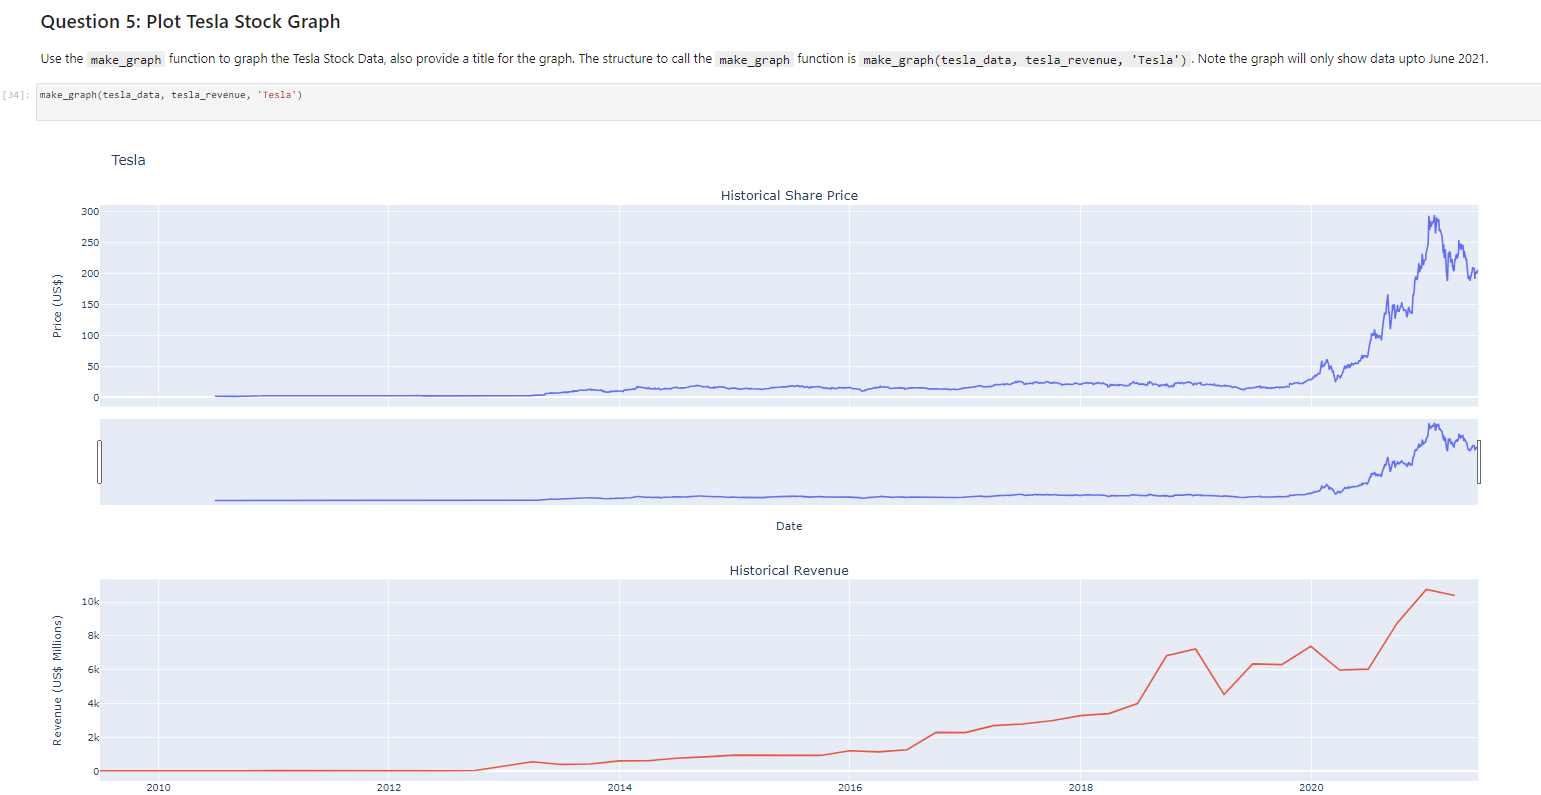 Question 5: Plot Tesla Stock Graph
Use the make_graph function to graph the Tesla Stock Data, also provide a title for the graph. The structure to call the make_graph function is make_graph(tesla_data, tesla_revenue, 'Tesla') . Note the graph will only show data upto June 2021.
[34]: make_graph(tesla_data, tesla_revenue, 'Tesla')
Tesla
Historical Share Price
300
250
200
150
100
50
0
Price (US$)
Date
Historical Revenue
10k
8k
6k
4k
2k
0
Revenue (US$ Millions)
2010 2012 2014 2016 2018 2020